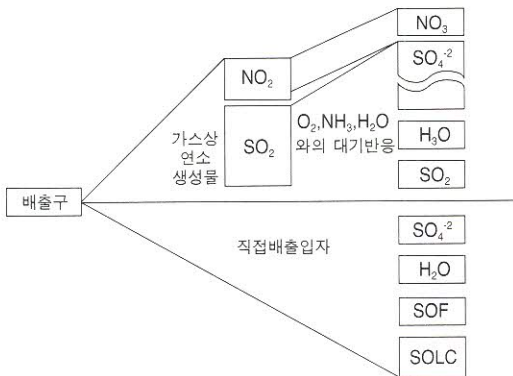 배출구
가스상
연소
생성물
NO₂
SO₂
O₂,NH₃,H₂O
와의 대기반응
NO₃
SO₄⁻²
H₃O
SO₂
직접배출입자
SO₄⁻²
H₂O
SOF
SOLC